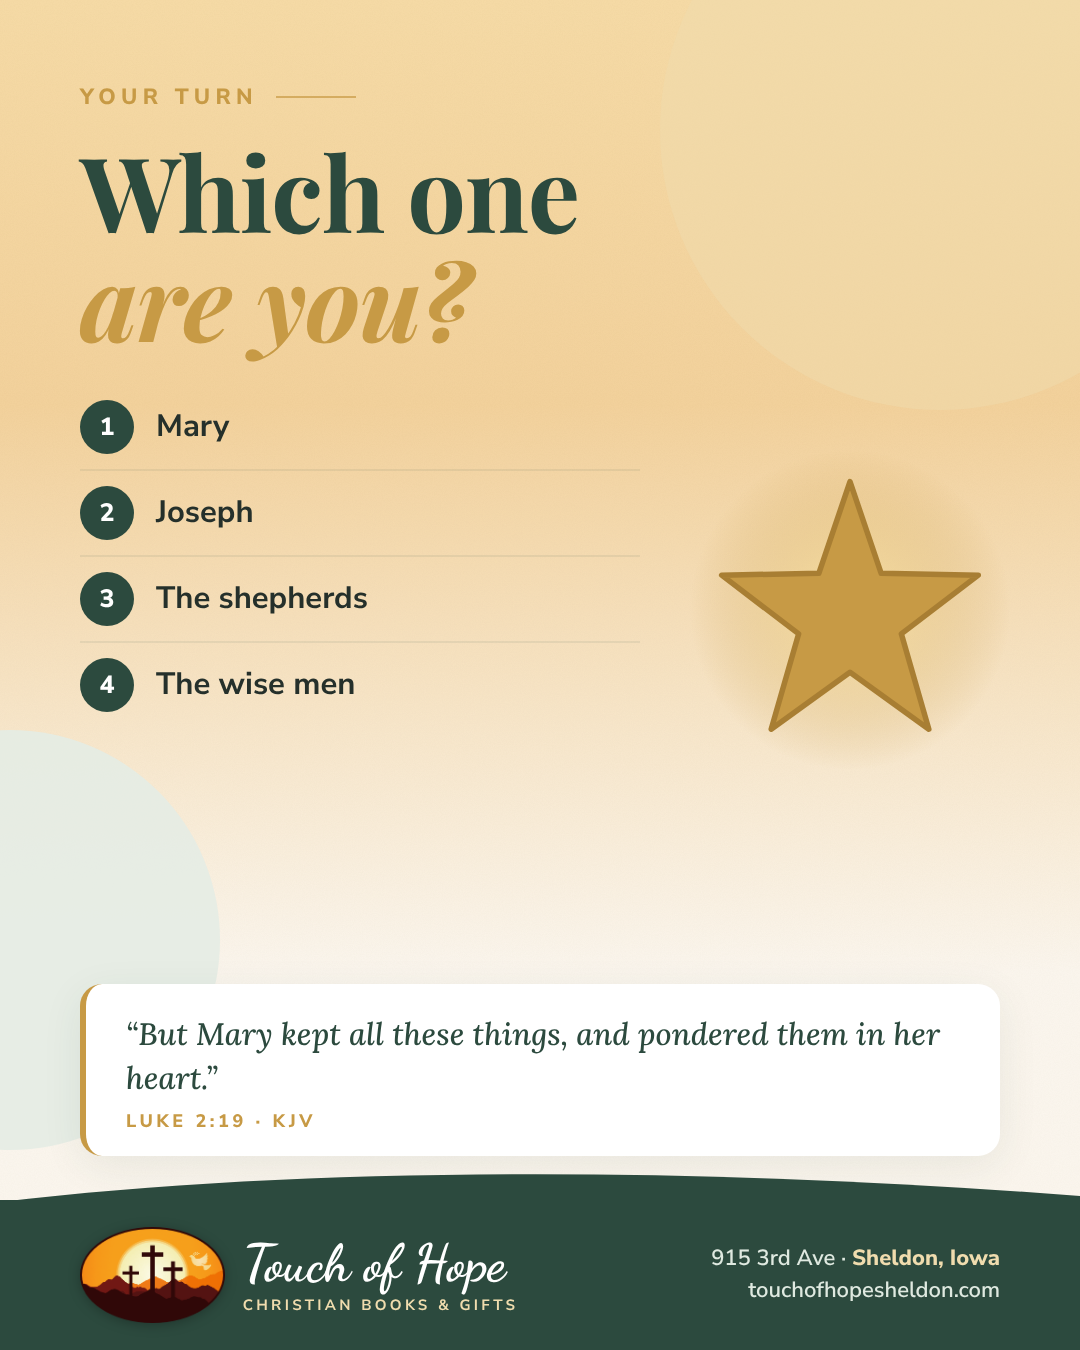 YOUR TURN
Which one
are you?
1 Mary
2 Joseph
3 The shepherds
4 The wise men
“But Mary kept all these things, and pondered them in her
heart.”
LUKE 2:19 · KJV
Touch of Hope
CHRISTIAN BOOKS & GIFTS
915 3rd Ave · Sheldon, Iowa
touchofhopesheldon.com